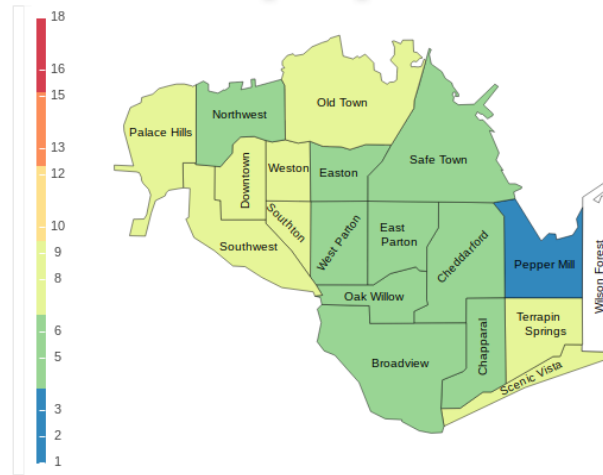 18
16
15
13
12
10
9
8
6
5
3
2
1
Palace Hills
Northwest
Old Town
Weston
Easton
Safe Town
Downtown
Southton
Southwest
West Parton
East
Parton
Cheddarford
Pepper Mill
Wilson Forest
Oak Willow
Terrapin
Springs
Broadview
Chapparal
Scenic Vista